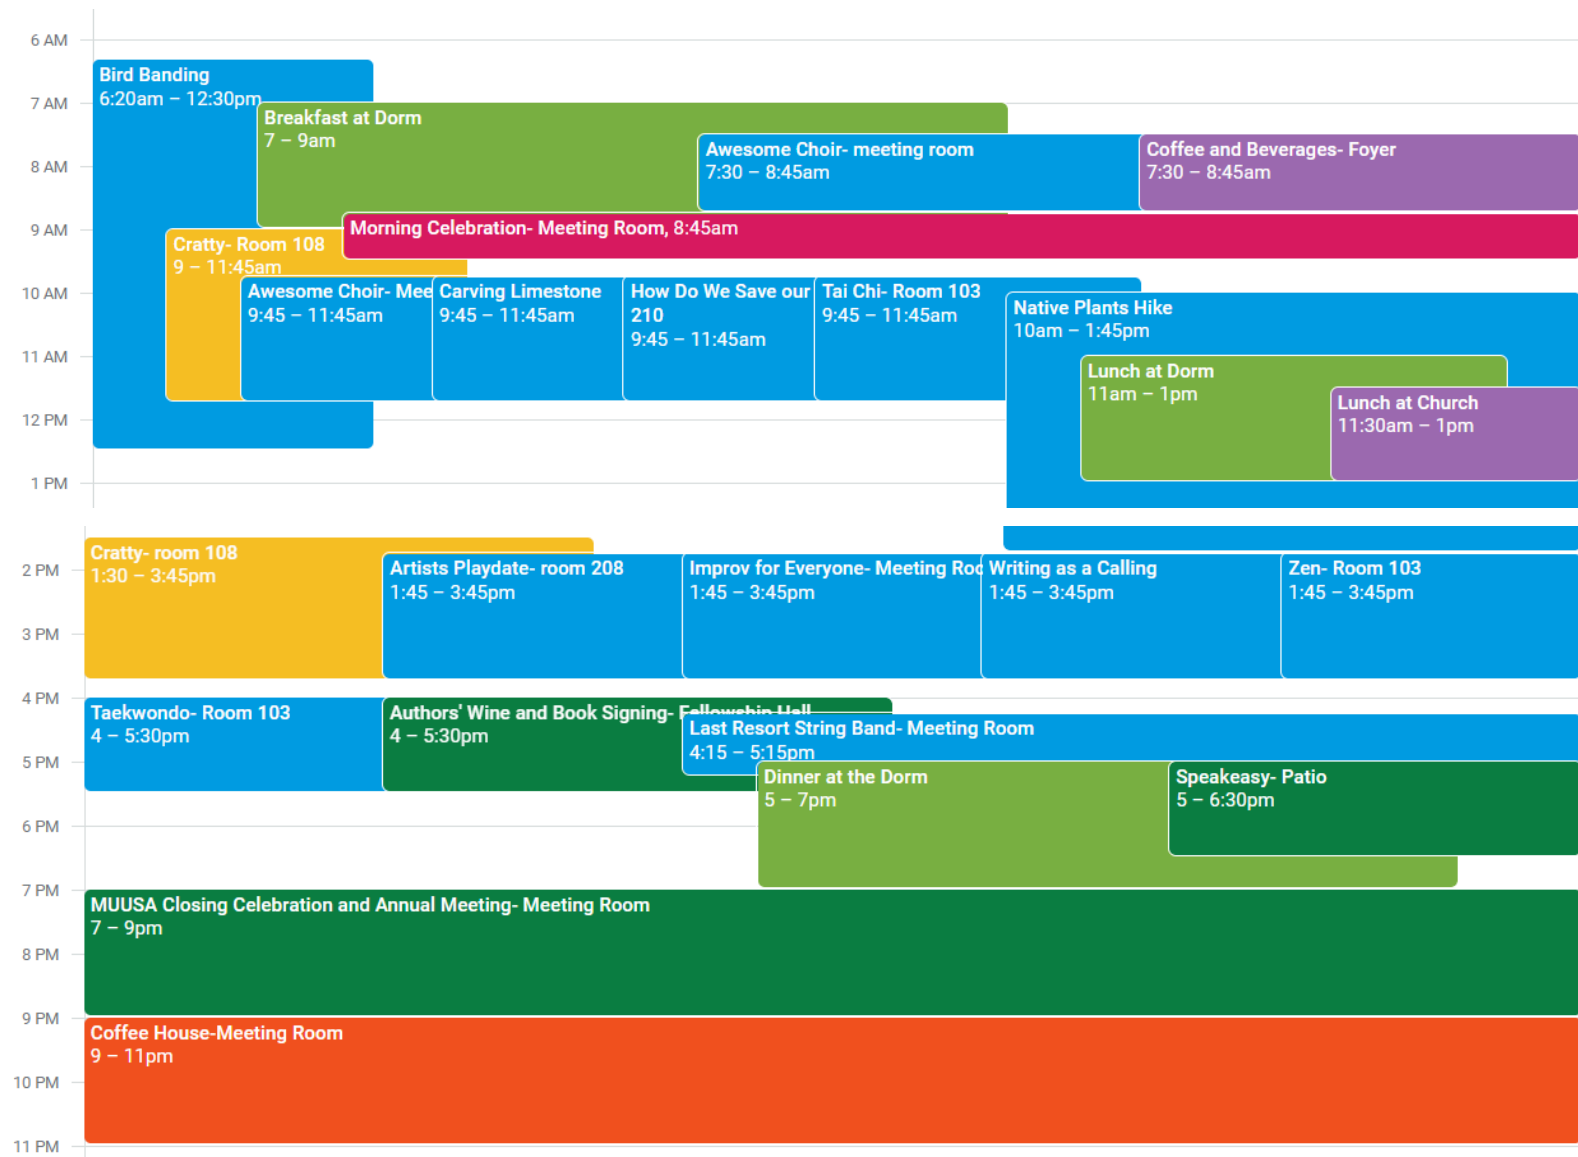 6 AM
Bird Banding
6:20am – 12:30pm
7 AM
Breakfast at Dorm
7 – 9am
Awesome Choir- meeting room
7:30 – 8:45am
Coffee and Beverages- Foyer
7:30 – 8:45am
8 AM
Morning Celebration- Meeting Room, 8:45am
9 AM
Cratty- Room 108
9 – 11:45am
Awesome Choir- Mee
9:45 – 11:45am
Carving Limestone
9:45 – 11:45am
How Do We Save our
210
9:45 – 11:45am
Tai Chi- Room 103
9:45 – 11:45am
10 AM
Native Plants Hike
10am – 1:45pm
11 AM
Lunch at Dorm
11am – 1pm
Lunch at Church
11:30am – 1pm
12 PM
1 PM
Cratty- room 108
1:30 – 3:45pm
Artists Playdate- room 208
1:45 – 3:45pm
Improv for Everyone- Meeting Roo
1:45 – 3:45pm
Writing as a Calling
1:45 – 3:45pm
Zen- Room 103
1:45 – 3:45pm
2 PM
3 PM
4 PM
Taekwondo- Room 103
4 – 5:30pm
Authors' Wine and Book Signing- Fellowship Hall
4 – 5:30pm
Last Resort String Band- Meeting Room
4:15 – 5:15pm
5 PM
Dinner at the Dorm
5 – 7pm
Speakeasy- Patio
5 – 6:30pm
6 PM
7 PM
MUUSA Closing Celebration and Annual Meeting- Meeting Room
7 – 9pm
8 PM
9 PM
Coffee House-Meeting Room
9 – 11pm
10 PM
11 PM